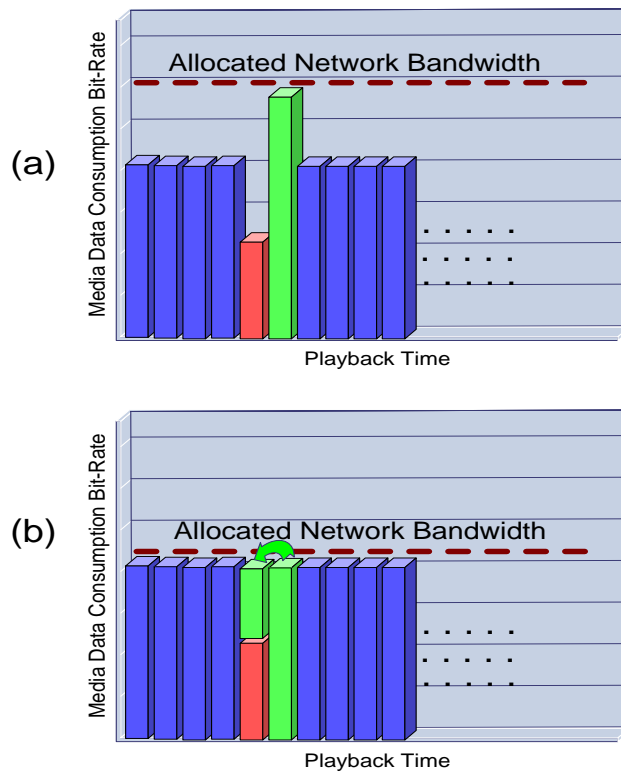 Allocated Network Bandwidth
(a)
Media Data Consumption Bit-Rate
. . . . .
. . . . .
. . . . .
Playback Time
Allocated Network Bandwidth
(b)
Media Data Consumption Bit-Rate
. . . . .
. . . . .
. . . . .
Playback Time